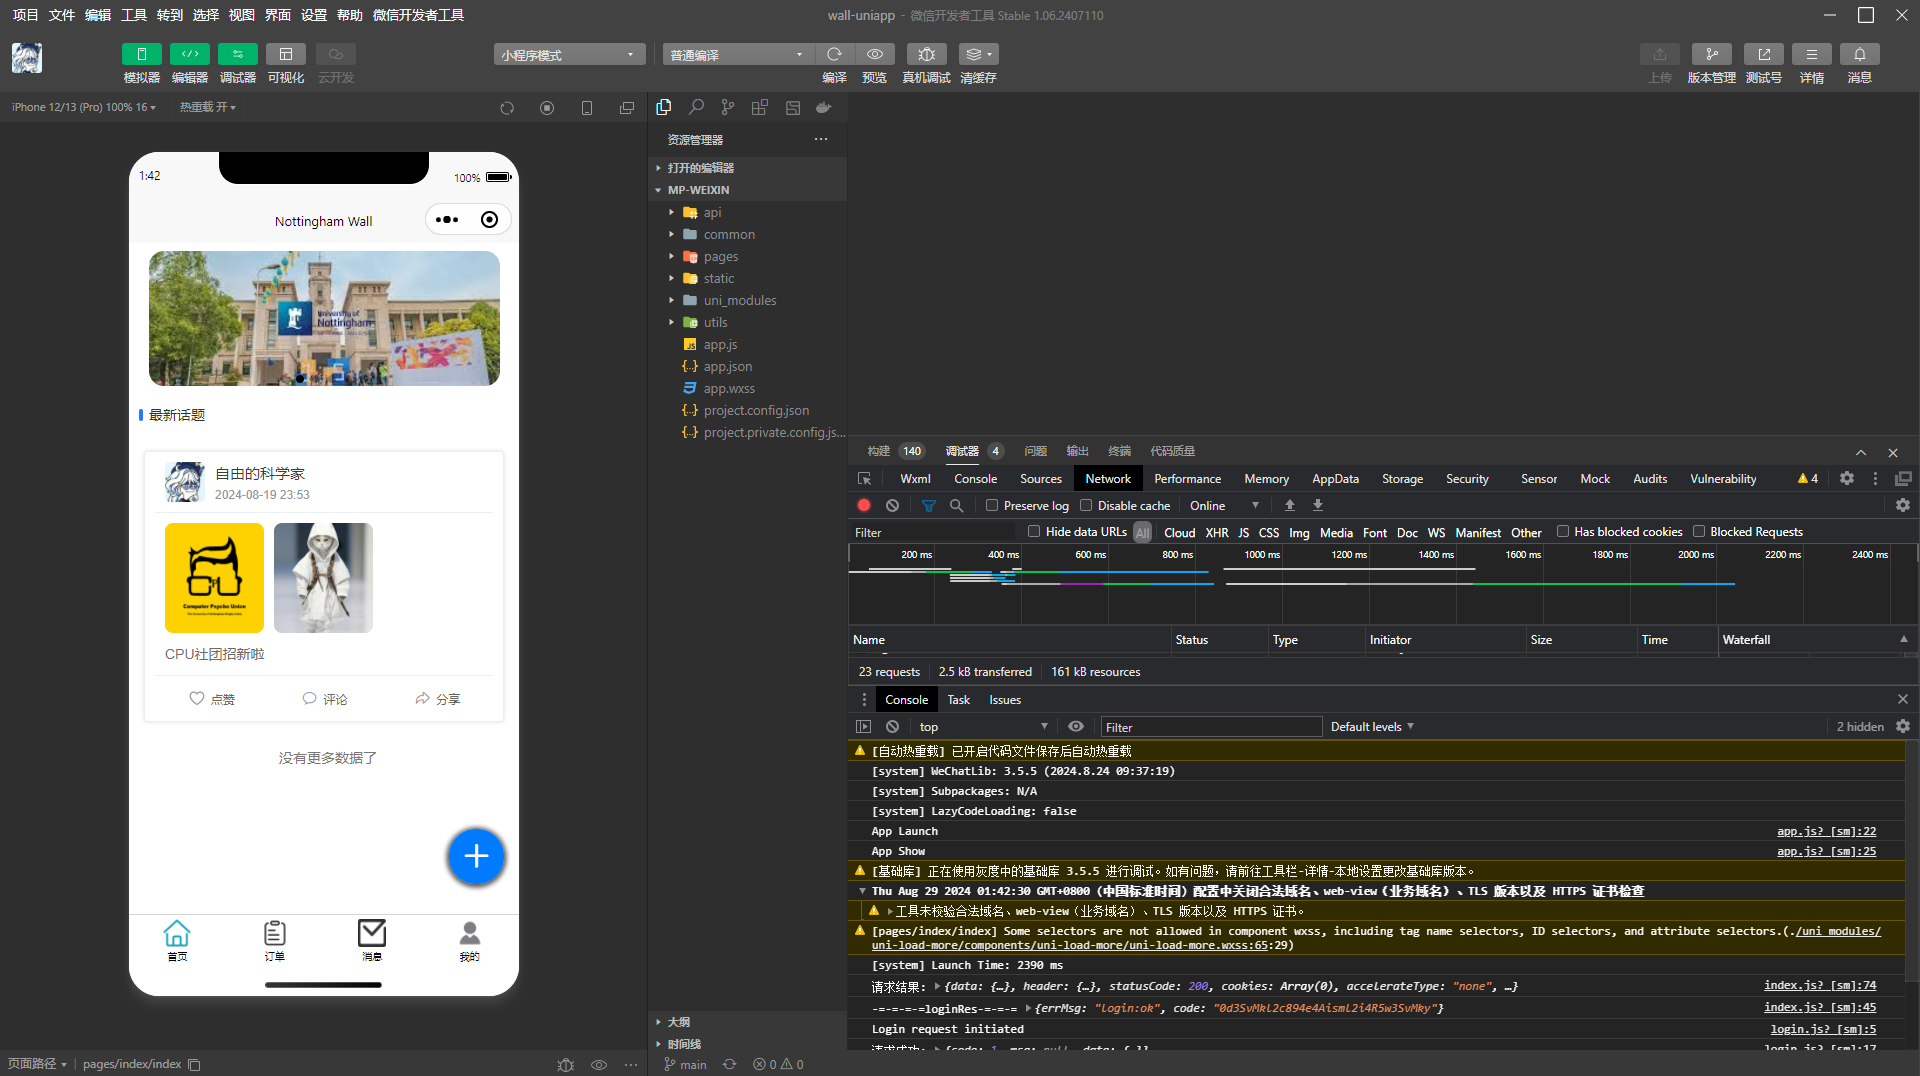 项目 文件 编辑 工具 转到 选择 视图 界面 设置 帮助 微信开发者工具
wall-uniapp - 微信开发者工具 Stable 1.06.2407110
模拟器 编辑器 调试器 可视化 云开发
小程序模式
普通编译
编译 预览 真机调试 清缓存
上传 版本管理 测试号 详情 消息
iPhone 12/13 (Pro) 100% 16
热重载 开
1:42
100%
Nottingham Wall
University of
Nottingham
最新话题
自由的科学家
2024-08-19 23:53
Computer Psycho Union
CPU社团招新啦
点赞 评论 分享
没有更多数据了
首页 订单 消息 我的
页面路径
pages/index/index
资源管理器
打开的编辑器
MP-WEIXIN
api
common
pages
static
uni_modules
utils
JS app.js
{..} app.json
app.wxss
{..} project.config.json
{..} project.private.config.js...
大纲
时间线
main
0 0
构建 140 调试器 4 问题 输出 终端 代码质量
Wxml Console Sources Network Performance Memory AppData Storage Security Sensor Mock Audits Vulnerability 4
Preserve log Disable cache Online
Filter Hide data URLs All Cloud XHR JS CSS Img Media Font Doc WS Manifest Other Has blocked cookies Blocked Requests
200 ms 400 ms 600 ms 800 ms 1000 ms 1200 ms 1400 ms 1600 ms 1800 ms 2000 ms 2200 ms 2400 ms
Name Status Type Initiator Size Time Waterfall
23 requests 2.5 kB transferred 161 kB resources
Console Task Issues
top Filter Default levels 2 hidden
[自动热重载] 已开启代码文件保存后自动热重载
[system] WeChatLib: 3.5.5 (2024.8.24 09:37:19)
[system] Subpackages: N/A
[system] LazyCodeLoading: false
App Launch app.js? [sm]:22
App Show app.js? [sm]:25
[基础库] 正在使用灰度中的基础库 3.5.5 进行调试。如有问题，请前往工具栏-详情-本地设置更改基础库版本。
Thu Aug 29 2024 01:42:30 GMT+0800 (中国标准时间) 配置中关闭合法域名、web-view（业务域名）、TLS 版本以及 HTTPS 证书检查
工具未校验合法域名、web-view（业务域名）、TLS 版本以及 HTTPS 证书。
[pages/index/index] Some selectors are not allowed in component wxss, including tag name selectors, ID selectors, and attribute selectors.(./uni_modules/
uni-load-more/components/uni-load-more/uni-load-more.wxss:65:29)
[system] Launch Time: 2390 ms
请求结果: {data: {…}, header: {…}, statusCode: 200, cookies: Array(0), accelerateType: "none", …} index.js? [sm]:74
-=-=-=-=loginRes-=-=-= {errMsg: "login:ok", code: "0d3SvMkl2c894e4Aisml2i4R5w3SvMky"} index.js? [sm]:45
Login request initiated login.js? [sm]:5
请求成功: {code: 1, msg: null, data: {…}} login.js? [sm]:17